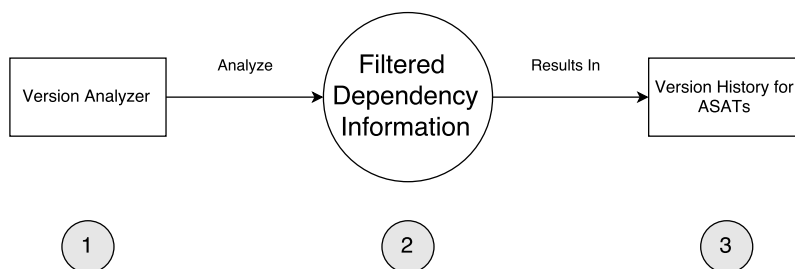 Version Analyzer
Analyze
Filtered
Dependency
Information
Results In
Version History for
ASATs
1
2
3